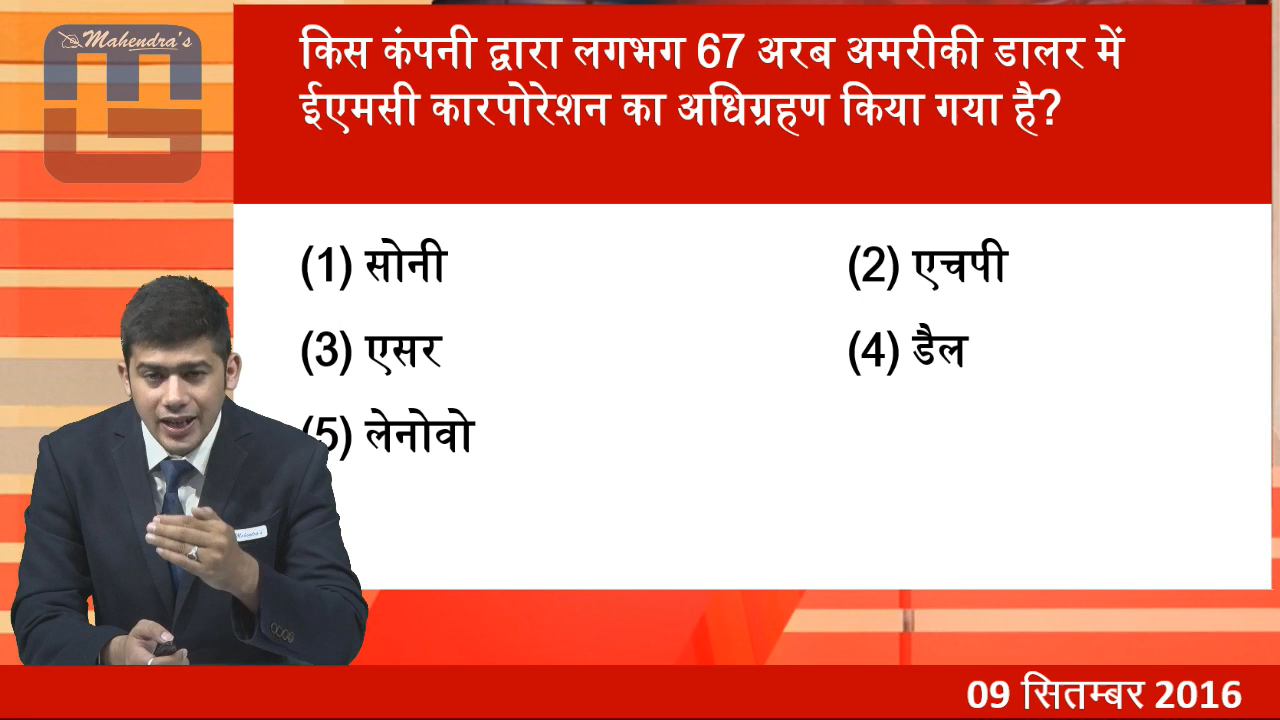 Mahendra's
किस कंपनी द्वारा लगभग 67 अरब अमरीकी डालर में
ईएमसी कारपोरेशन का अधिग्रहण किया गया है?
(1) सोनी
(2) एचपी
(3) एसर
(4) डैल
(5) लेनोवो
Mahendra's
09 सितम्बर 2016